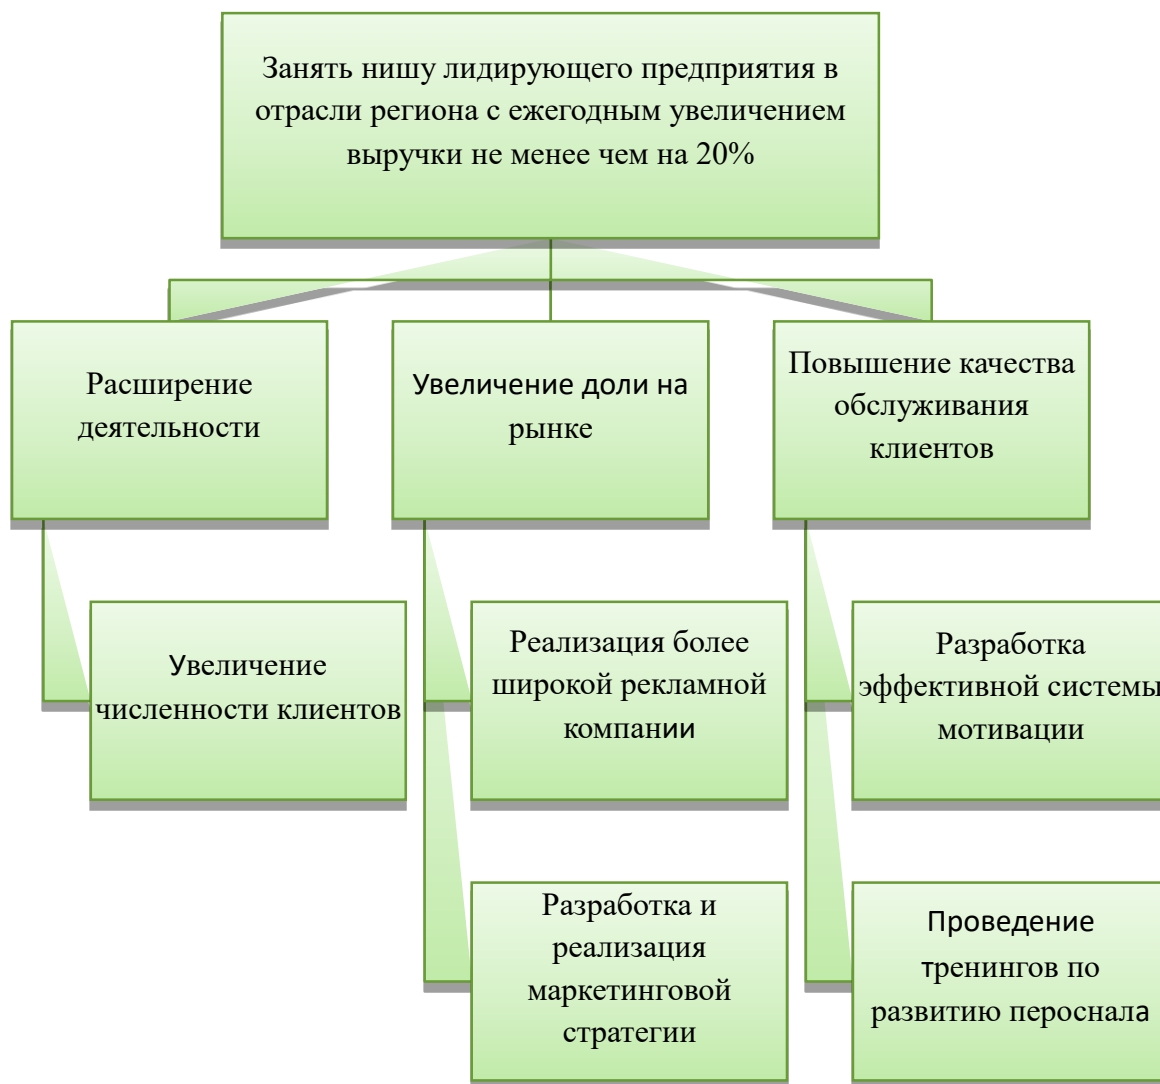 Занять нишу лидирующего предприятия в
отрасли региона с ежегодным увеличением
выручки не менее чем на 20%
Расширение
деятельности
Увеличение доли на
рынке
Повышение качества
обслуживания
клиентов
Увеличение
численности клиентов
Реализация более
широкой рекламной
компании
Разработка
эффективной системы
мотивации
Разработка и
реализация
маркетинговой
стратегии
Проведение
тренингов по
развитию пероснала